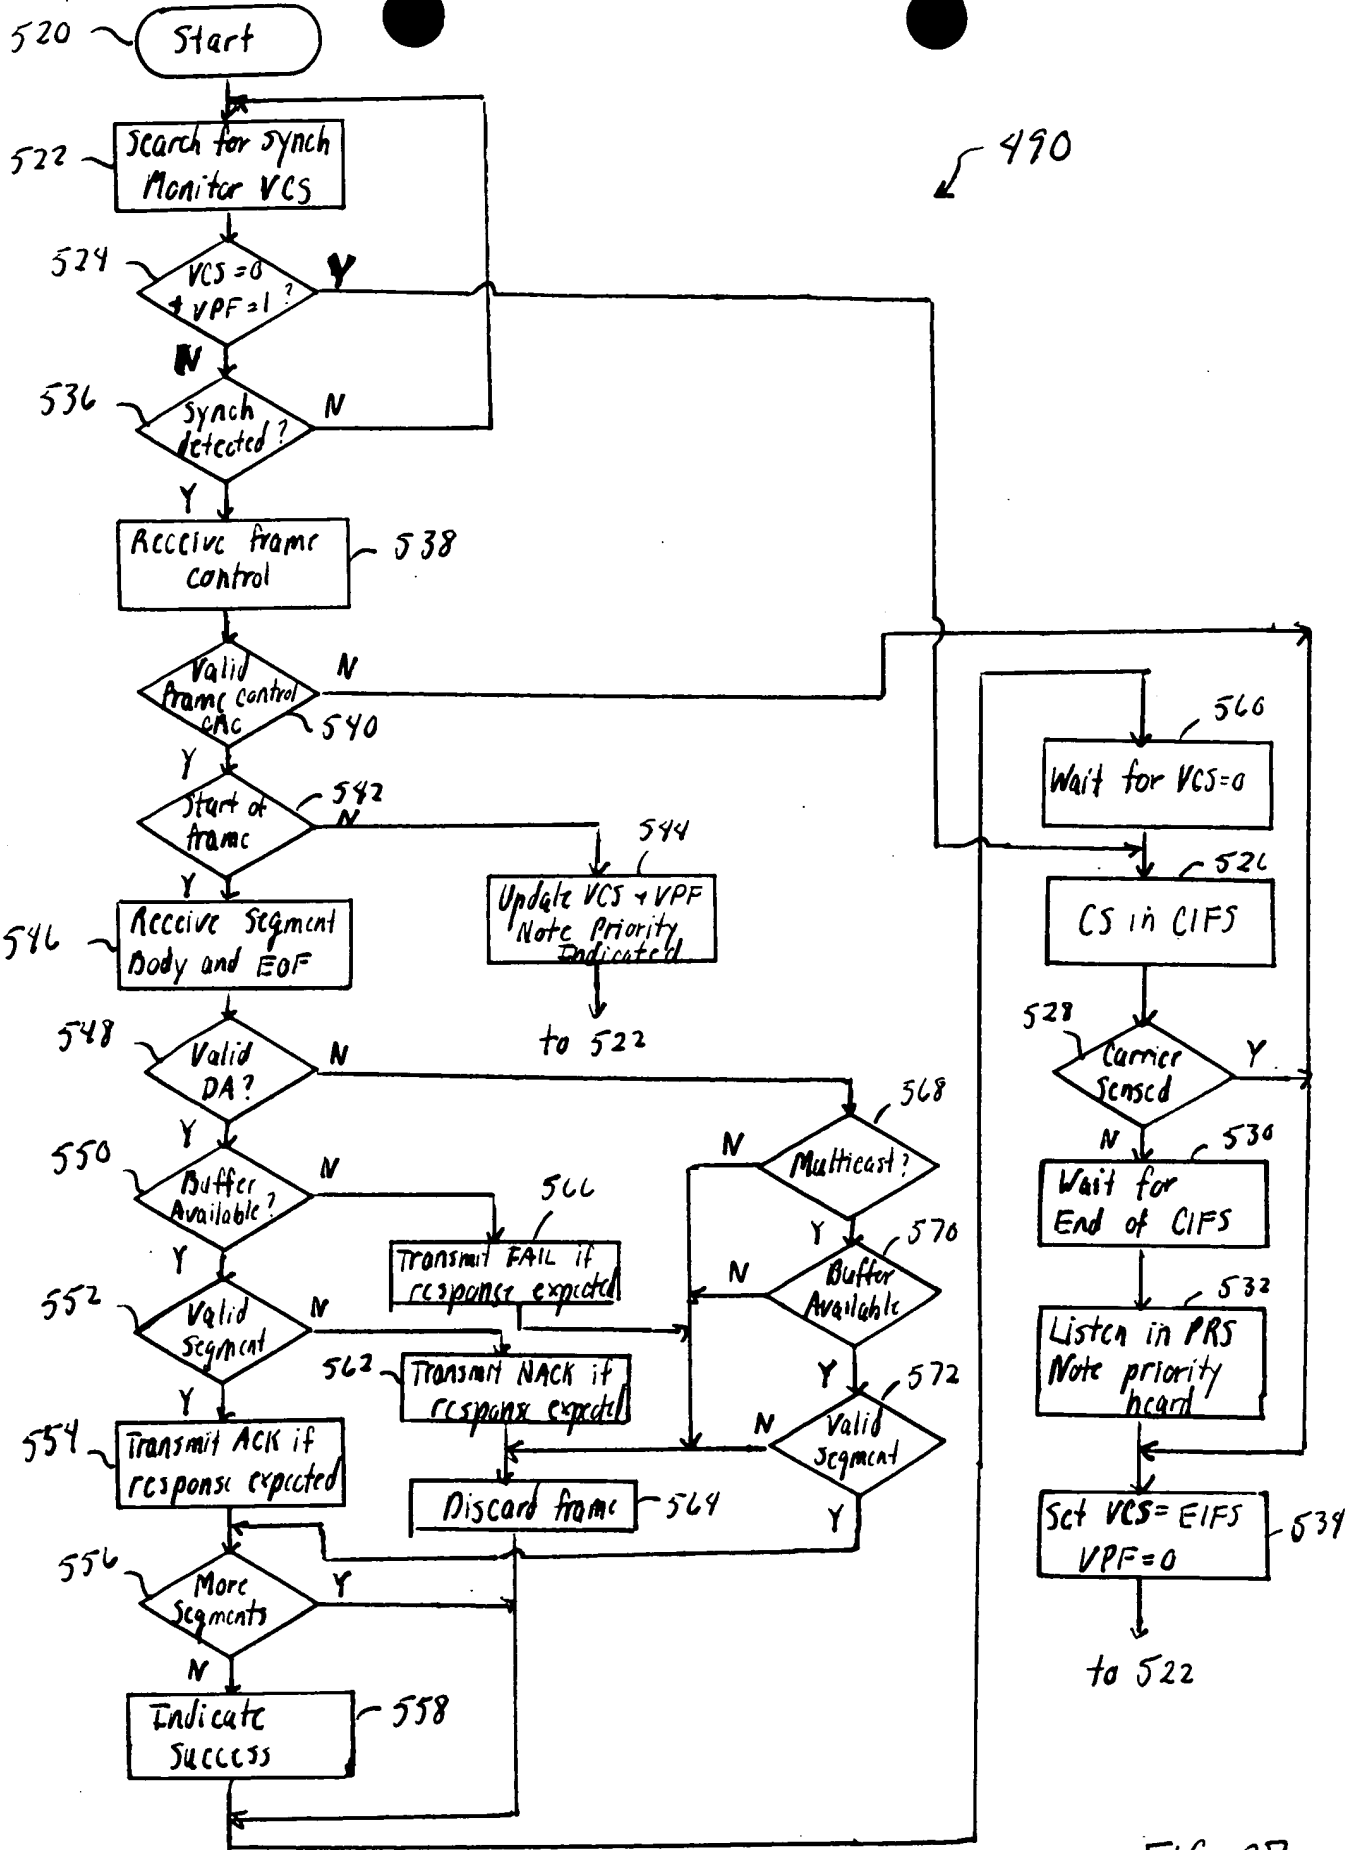 520
Start
522
Search for Synch
Monitor VCS
490
524
VCS=0
+ VPF=1?
Y
N
536
Synch
detected?
N
Y
Receive frame
control
538
Valid
frame control
CRC
N
540
Y
Start of
frame
542
N
Y
544
Update VCS + VPF
Note Priority
Indicated
to 522
546
Receive Segment
Body and EOF
548
Valid
DA?
N
Y
550
Buffer
Available?
N
Y
566
Transmit FAIL if
response expected
552
Valid
segment
N
Y
562
Transmit NACK if
response expected
554
Transmit ACK if
response expected
Discard frame
564
556
More
Segments
Y
N
Indicate
Success
558
568
Multicast?
N
Y
570
Buffer
Available
N
Y
572
Valid
segment
N
Y
560
Wait for VCS=0
526
CS in CIFS
528
Carrier
Sensed
Y
N
530
Wait for
End of CIFS
532
Listen in PRS
Note priority
heard
Set VCS=EIFS
VPF=0
534
to 522